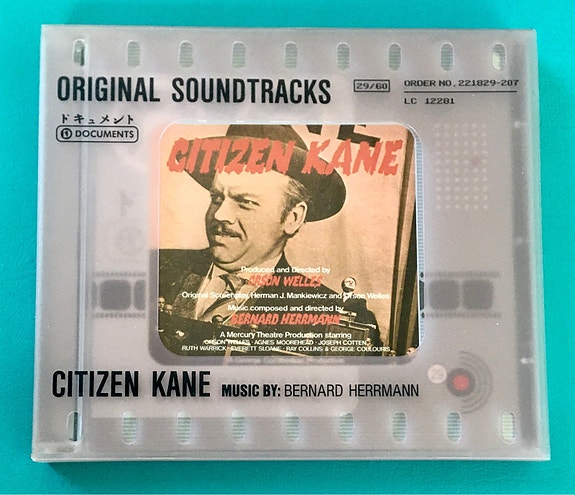 ORIGINAL SOUNDTRACKS
29/60
ORDER NO. 221829-207
LC 12281
ドキュメント
1 DOCUMENTS
CITIZEN KANE
Produced and Directed by
ORSON WELLES
Original Screenplay Herman J. Mankiewicz and Orson Welles
Music composed and directed by
BERNARD HERRMANN
A Mercury Theatre Production starring
ORSON WELLES · AGNES MOOREHEAD · JOSEPH COTTEN
RUTH WARRICK · EVERETT SLOANE · RAY COLLINS & GEORGE COULOURIS
CITIZEN KANE MUSIC BY: BERNARD HERRMANN